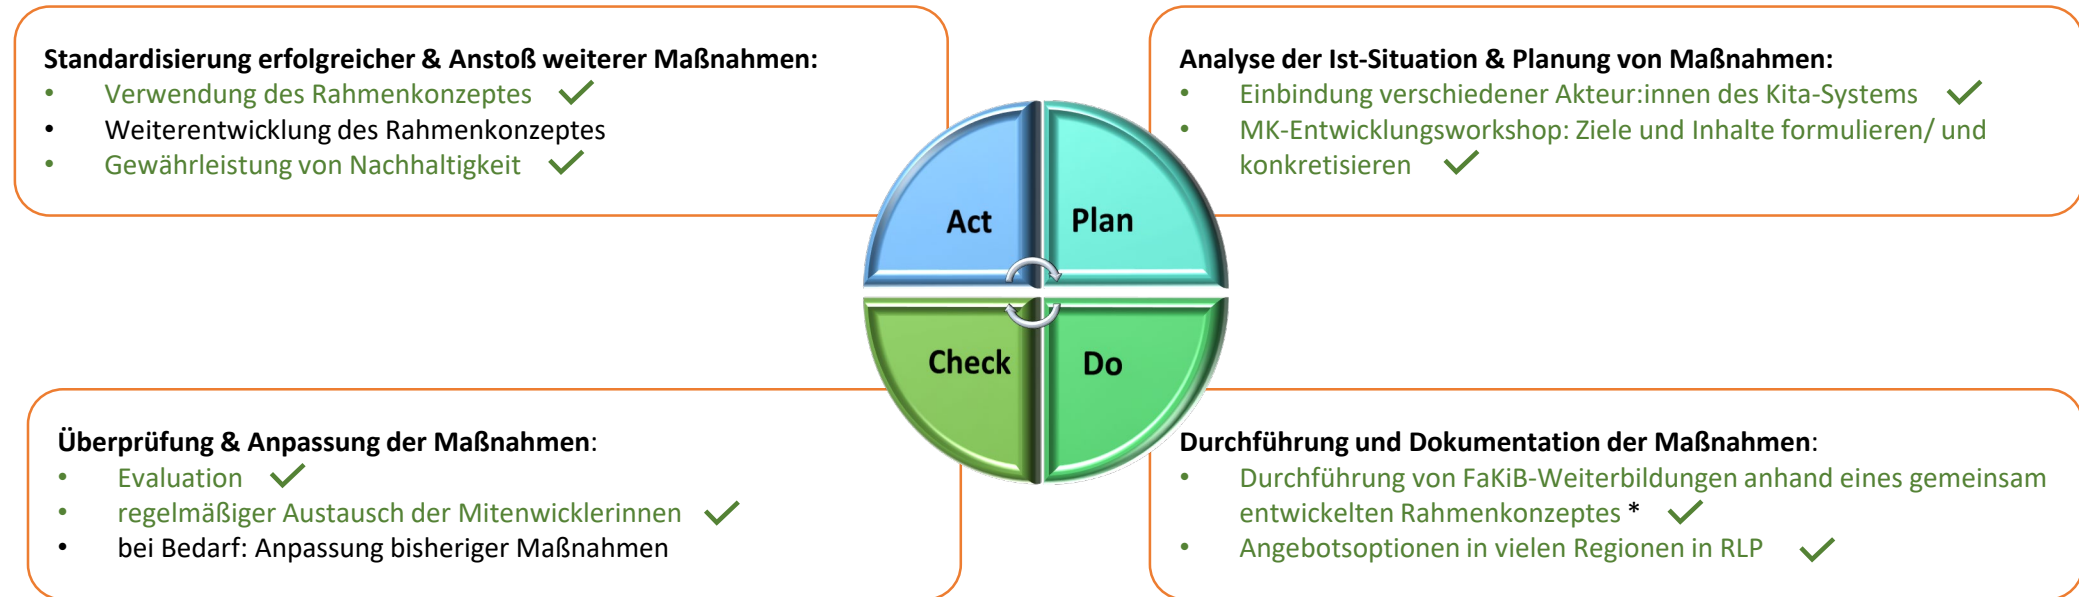 Standardisierung erfolgreicher & Anstoß weiterer Maßnahmen:
• Verwendung des Rahmenkonzeptes ✓
• Weiterentwicklung des Rahmenkonzeptes
• Gewährleistung von Nachhaltigkeit ✓
Analyse der Ist-Situation & Planung von Maßnahmen:
• Einbindung verschiedener Akteur:innen des Kita-Systems ✓
• MK-Entwicklungsworkshop: Ziele und Inhalte formulieren/ und
konkretisieren ✓
Act
Plan
Check
Do
Überprüfung & Anpassung der Maßnahmen:
• Evaluation ✓
• regelmäßiger Austausch der Mitenwicklerinnen ✓
• bei Bedarf: Anpassung bisheriger Maßnahmen
Durchführung und Dokumentation der Maßnahmen:
• Durchführung von FaKiB-Weiterbildungen anhand eines gemeinsam
entwickelten Rahmenkonzeptes * ✓
• Angebotsoptionen in vielen Regionen in RLP ✓